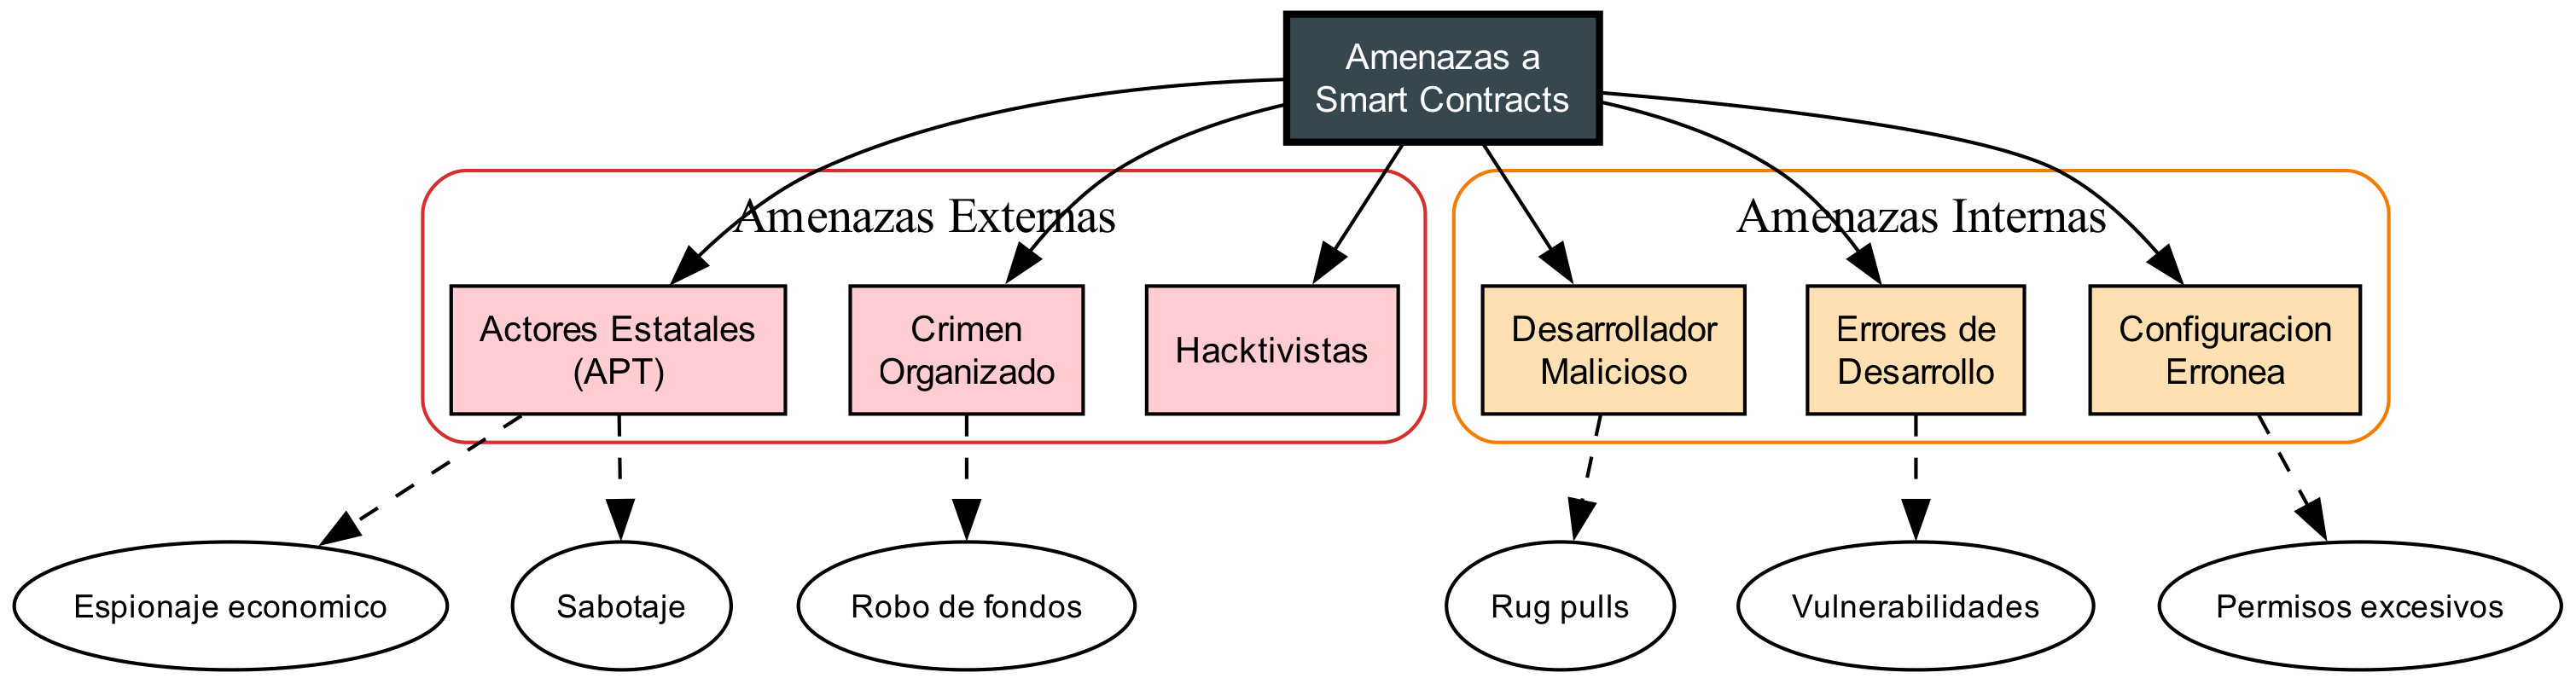 Amenazas a
Smart Contracts
Amenazas Externas
Amenazas Internas
Actores Estatales
(APT)
Crimen
Organizado
Hacktivistas
Desarrollador
Malicioso
Errores de
Desarrollo
Configuracion
Erronea
Espionaje economico
Sabotaje
Robo de fondos
Rug pulls
Vulnerabilidades
Permisos excesivos